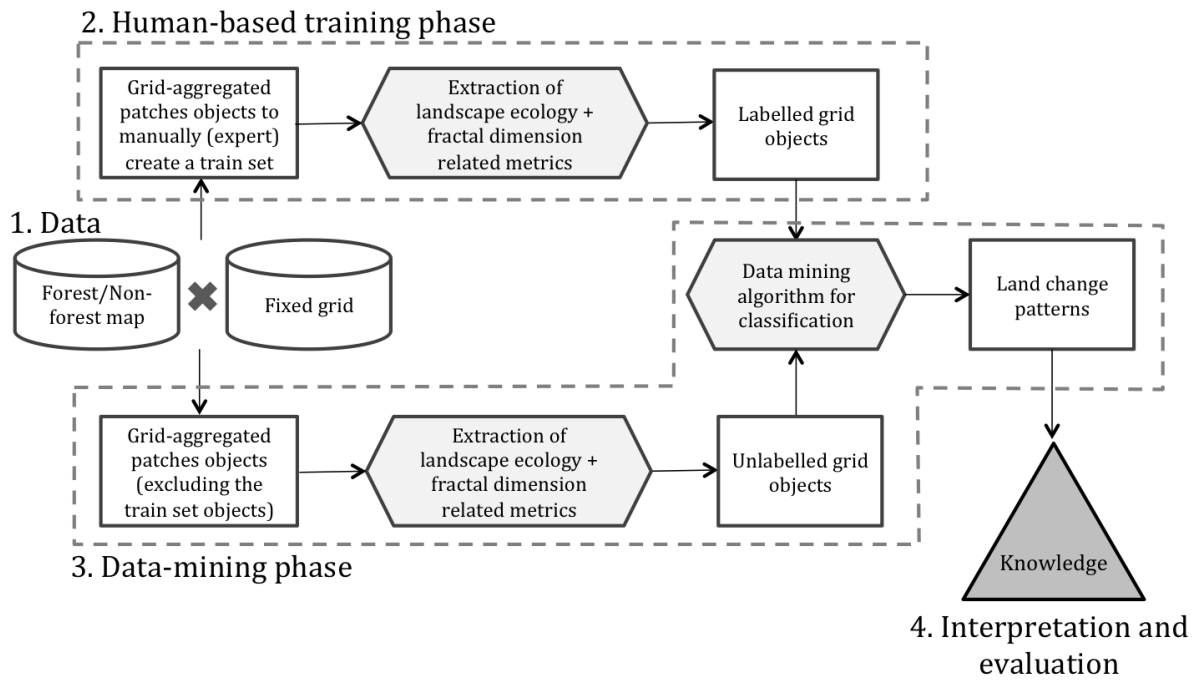 2. Human-based training phase
Grid-aggregated
patches objects to
manually (expert)
create a train set
Extraction of
landscape ecology +
fractal dimension
related metrics
Labelled grid
objects
1. Data
Forest/Non-
forest map
Fixed grid
Data mining
algorithm for
classification
Land change
patterns
Grid-aggregated
patches objects
(excluding the
train set objects)
Extraction of
landscape ecology +
fractal dimension
related metrics
Unlabelled grid
objects
3. Data-mining phase
Knowledge
4. Interpretation and
evaluation